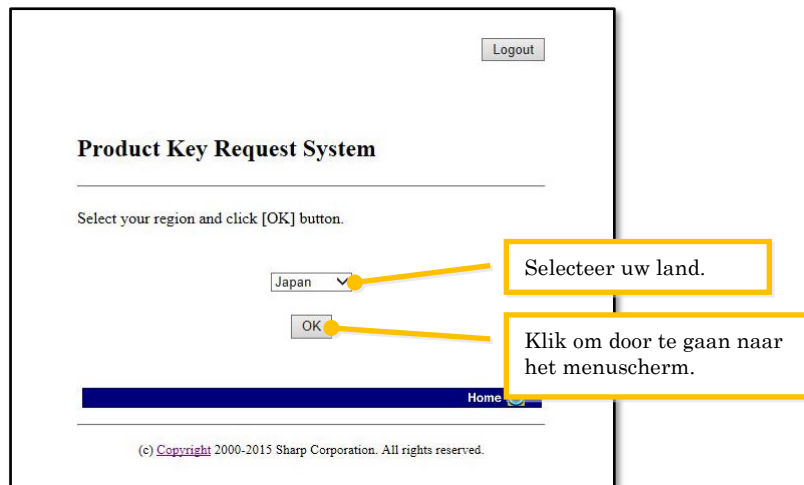 Logout
Product Key Request System
Select your region and click [OK] button.
Japan
Selecteer uw land.
OK
Klik om door te gaan naar
het menuscherm.
Home
(c) Copyright 2000-2015 Sharp Corporation. All rights reserved.